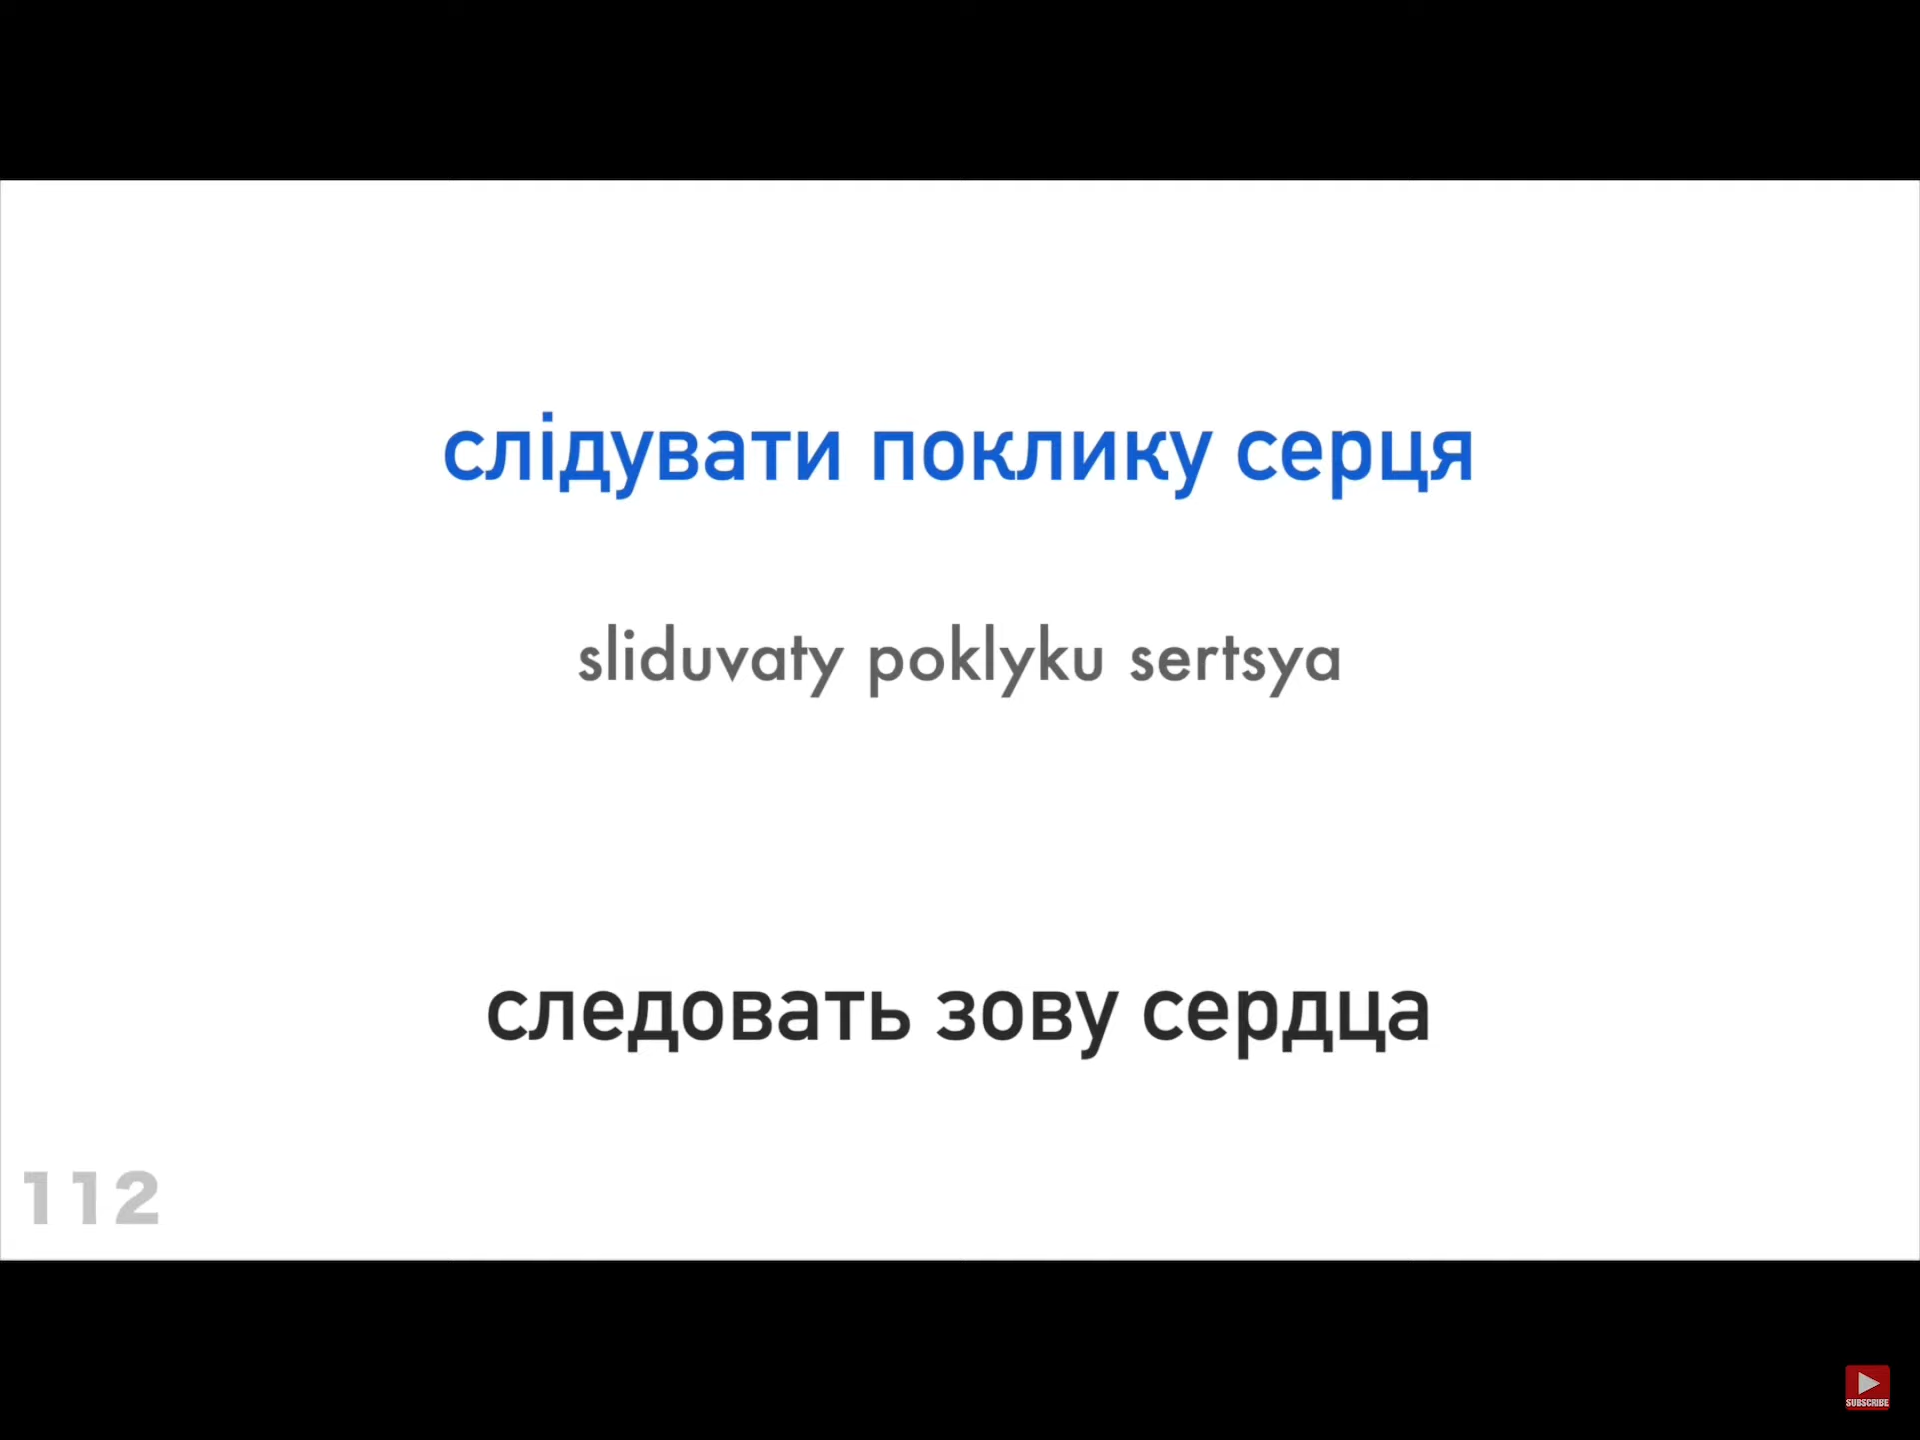 слідувати поклику серця
sliduvaty poklyku sertsya
следовать зову сердца
112
SUBSCRIBE